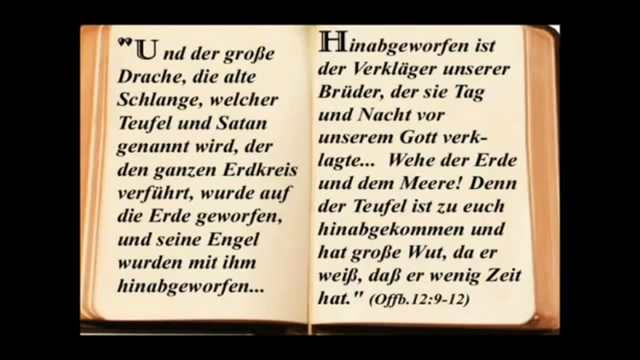 "Und der große
Drache, die alte
Schlange, welcher
Teufel und Satan
genannt wird, der
den ganzen Erdkreis
verführt, wurde auf
die Erde geworfen,
und seine Engel
wurden mit ihm
hinabgeworfen...
Hinabgeworfen ist
der Verkläger unserer
Brüder, der sie Tag
und Nacht vor
unserem Gott verk-
lagte... Wehe der Erde
und dem Meere! Denn
der Teufel ist zu euch
hinabgekommen und
hat große Wut, da er
weiß, daß er wenig Zeit
hat." (Offb.12:9-12)